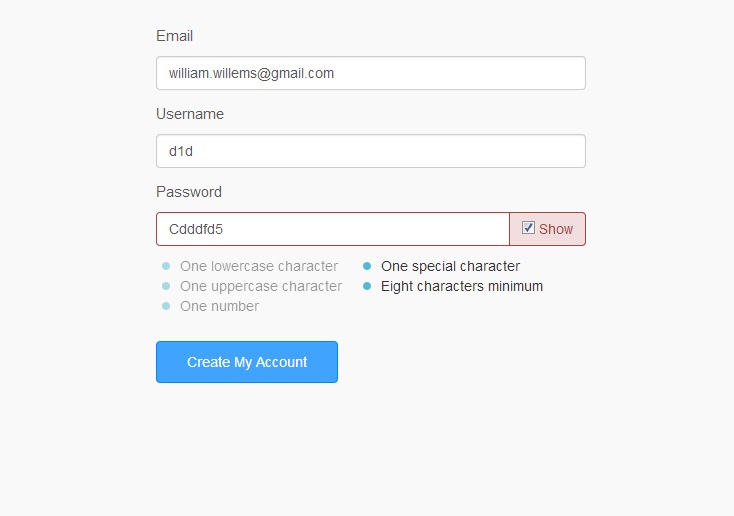 Email
william.willems@gmail.com
Username
d1d
Password
Cdddfd5 Show
One lowercase character One special character
One uppercase character Eight characters minimum
One number
Create My Account